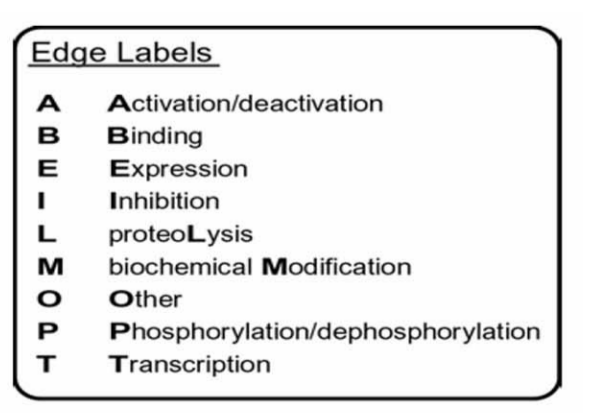 Edge Labels
A Activation/deactivation
B Binding
E Expression
I Inhibition
L proteoLysis
M biochemical Modification
O Other
P Phosphorylation/dephosphorylation
T Transcription